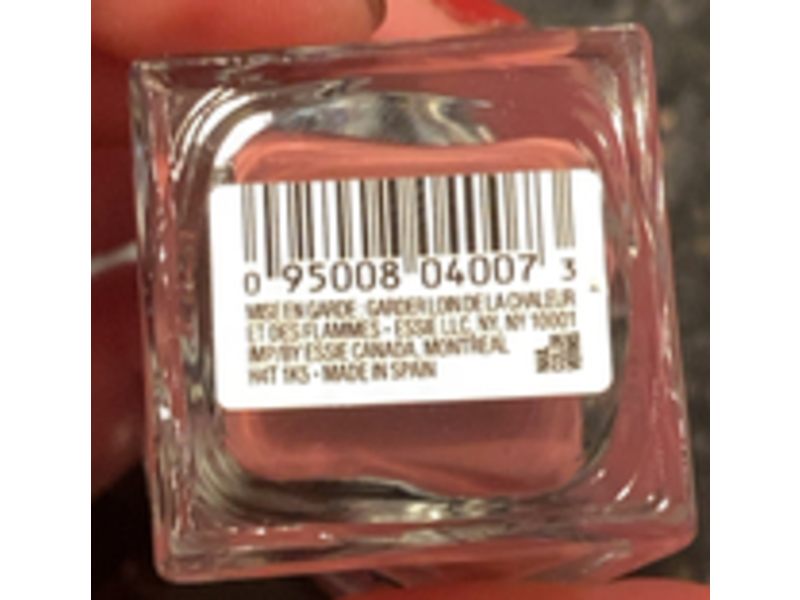 0 95008 04007 3
MISE EN GARDE: GARDER LOIN DE LA CHALEUR
ET DES FLAMMES - ESSIE LLC, NY, NY 10001
IMP/BY ESSIE CANADA, MONTREAL
H4T 1K5 - MADE IN SPAIN